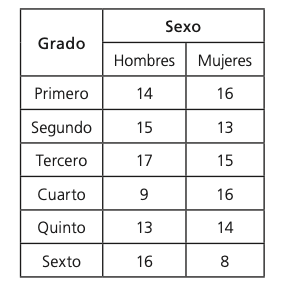 Grado Sexo
Hombres Mujeres
Primero 14 16
Segundo 15 13
Tercero 17 15
Cuarto 9 16
Quinto 13 14
Sexto 16 8